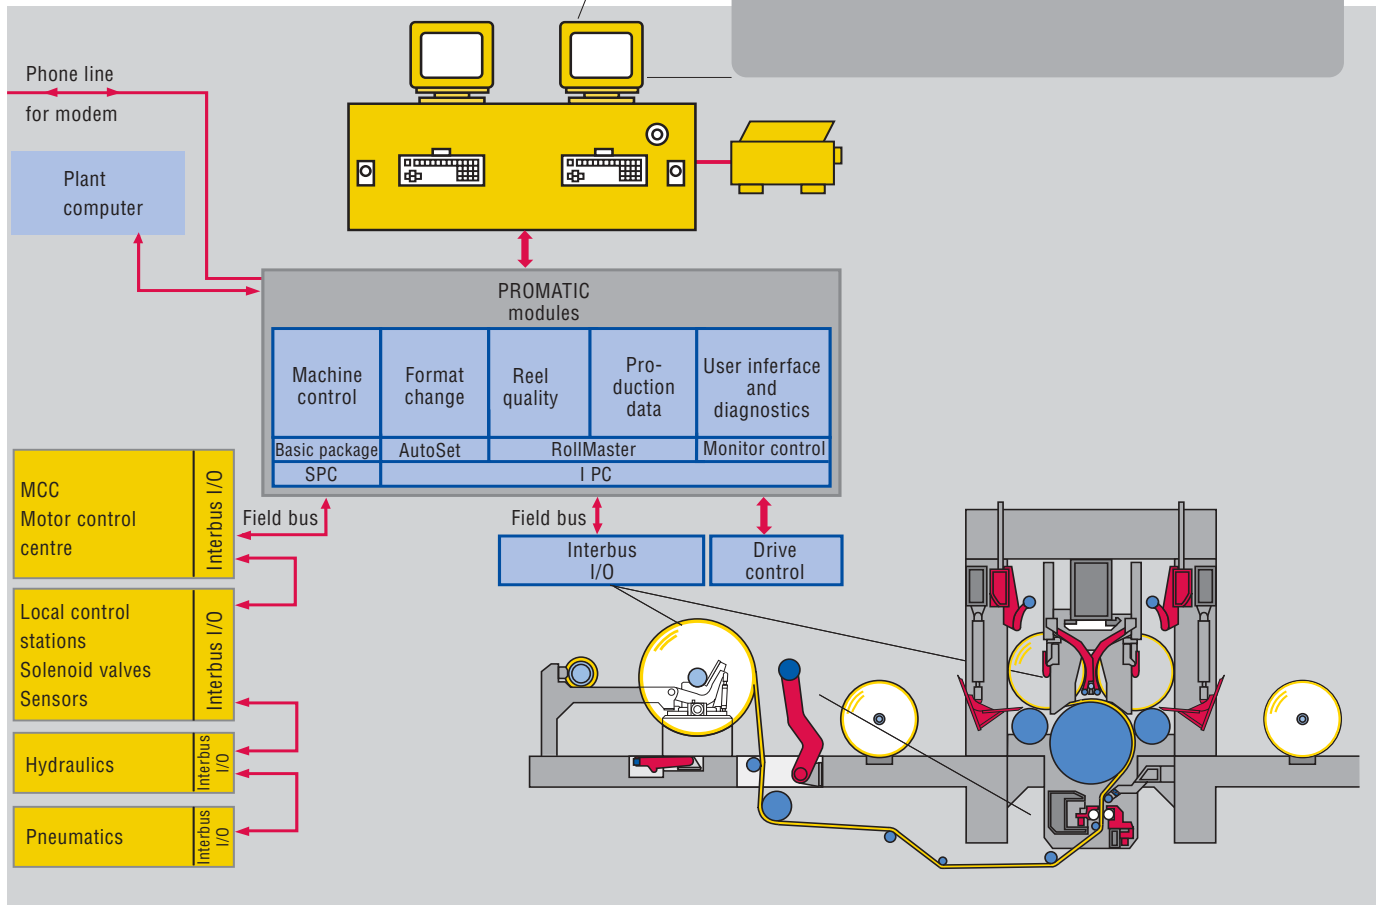 Phone line
for modem
Plant
computer
PROMATIC
modules
Machine
control
Format
change
Reel
quality
Pro-
duction
data
User inferface
and
diagnostics
Basic package
AutoSet
RollMaster
Monitor control
SPC
I PC
MCC
Motor control
centre
Interbus I/O
Field bus
Field bus
Interbus
I/O
Drive
control
Local control
stations
Solenoid valves
Sensors
Interbus I/O
Hydraulics
Interbus
I/O
Pneumatics
Interbus
I/O